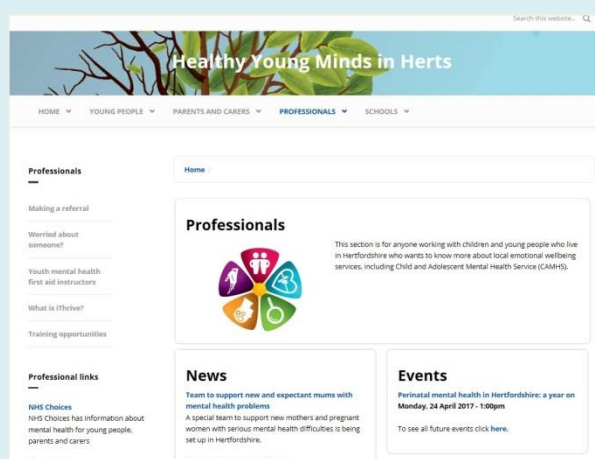 Search this website...
Healthy Young Minds in Herts
HOME YOUNG PEOPLE PARENTS AND CARERS PROFESSIONALS SCHOOLS
Professionals
Making a referral
Worried about
someone?
Youth mental health
first aid instructors
What is iThrive?
Training opportunities
Professional links
NHS Choices
NHS Choices has information about
mental health for young people,
parents and carers
Home /
Professionals
This section is for anyone working with children and young people who live
in Hertfordshire who wants to know more about local emotional wellbeing
services, including Child and Adolescent Mental Health Service (CAMHS).
News
Team to support new and expectant mums with
mental health problems
A special team to support new mothers and pregnant
women with serious mental health difficulties is being
set up in Hertfordshire.
Events
Perinatal mental health in Hertfordshire: a year on
Monday, 24 April 2017 - 1:00pm
To see all future events click here.